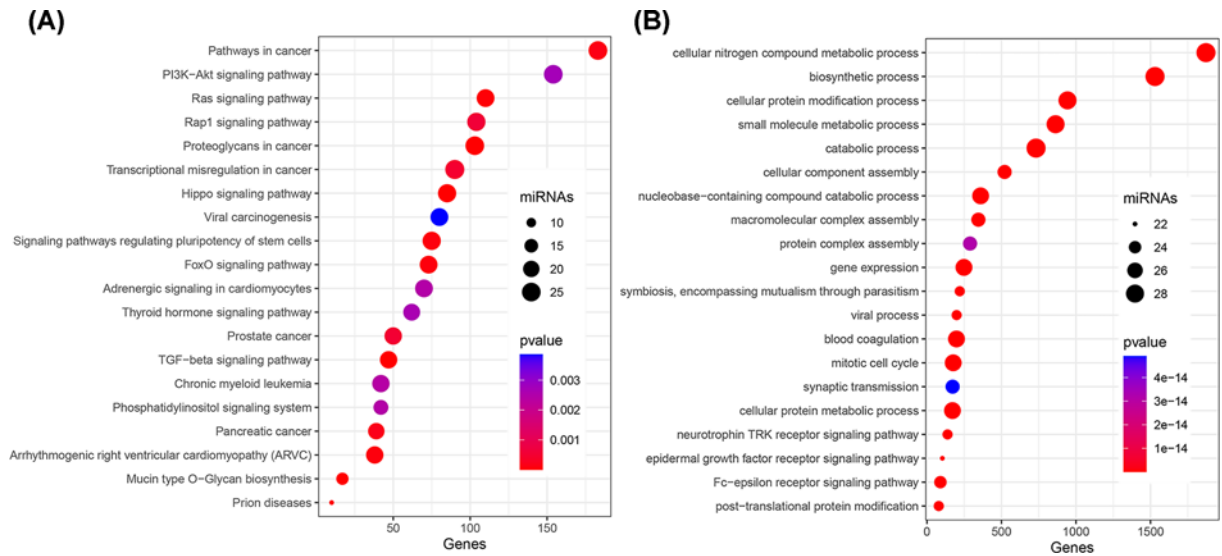 (A)
Pathways in cancer
PI3K−Akt signaling pathway
Ras signaling pathway
Rap1 signaling pathway
Proteoglycans in cancer
Transcriptional misregulation in cancer
Hippo signaling pathway
Viral carcinogenesis
Signaling pathways regulating pluripotency of stem cells
FoxO signaling pathway
Adrenergic signaling in cardiomyocytes
Thyroid hormone signaling pathway
Prostate cancer
TGF−beta signaling pathway
Chronic myeloid leukemia
Phosphatidylinositol signaling system
Pancreatic cancer
Arrhythmogenic right ventricular cardiomyopathy (ARVC)
Mucin type O−Glycan biosynthesis
Prion diseases
50 100 150
Genes
miRNAs
10
15
20
25
pvalue
0.003
0.002
0.001
(B)
cellular nitrogen compound metabolic process
biosynthetic process
cellular protein modification process
small molecule metabolic process
catabolic process
cellular component assembly
nucleobase−containing compound catabolic process
macromolecular complex assembly
protein complex assembly
gene expression
symbiosis, encompassing mutualism through parasitism
viral process
blood coagulation
mitotic cell cycle
synaptic transmission
cellular protein metabolic process
neurotrophin TRK receptor signaling pathway
epidermal growth factor receptor signaling pathway
Fc−epsilon receptor signaling pathway
post−translational protein modification
0 500 1000 1500
Genes
miRNAs
22
24
26
28
pvalue
4e−14
3e−14
2e−14
1e−14